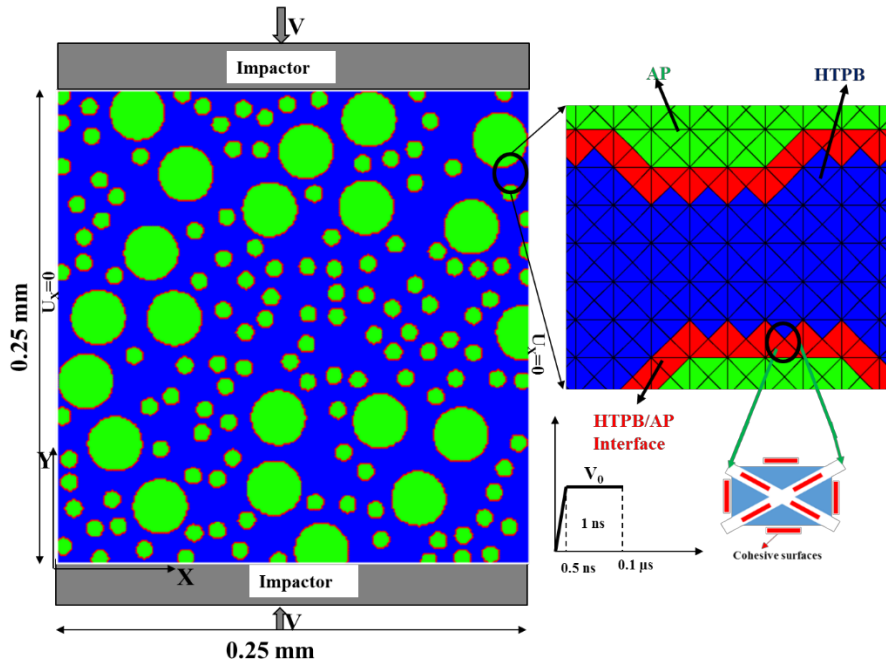 V
Impactor
AP
HTPB
Uₓ=0
0.25 mm
Uₓ=0
HTPB/AP
Interface
Y
V₀
1 ns
0.5 ns
0.1 µs
Cohesive surfaces
X
Impactor
V
0.25 mm